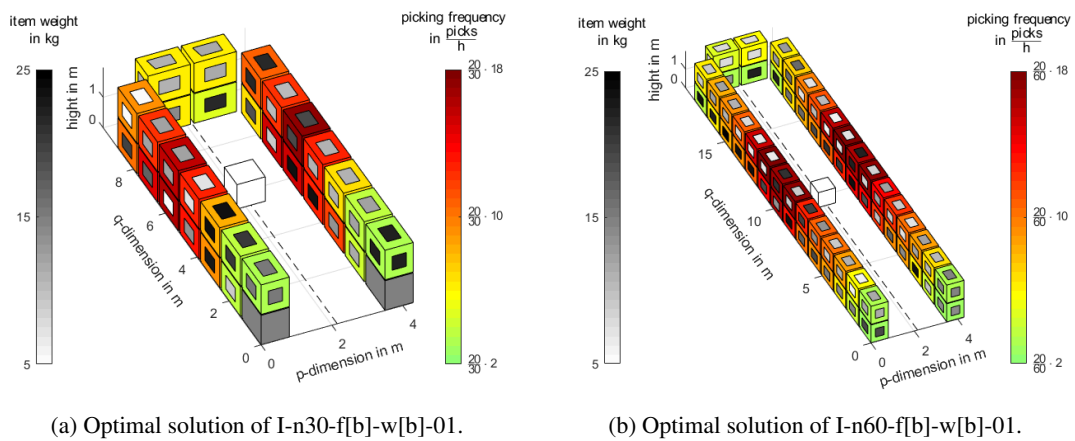 item weight
in kg
25
15
5
hight in m
1
0
8
6
4
2
0
q-dimension in m
0
2
4
p-dimension in m
picking frequency
in picks/h
20/30 · 18
20/30 · 10
20/30 · 2
(a) Optimal solution of I-n30-f[b]-w[b]-01.
item weight
in kg
25
15
5
hight in m
1
0
15
10
5
0
q-dimension in m
0
2
4
p-dimension in m
picking frequency
in picks/h
20/60 · 18
20/60 · 10
20/60 · 2
(b) Optimal solution of I-n60-f[b]-w[b]-01.